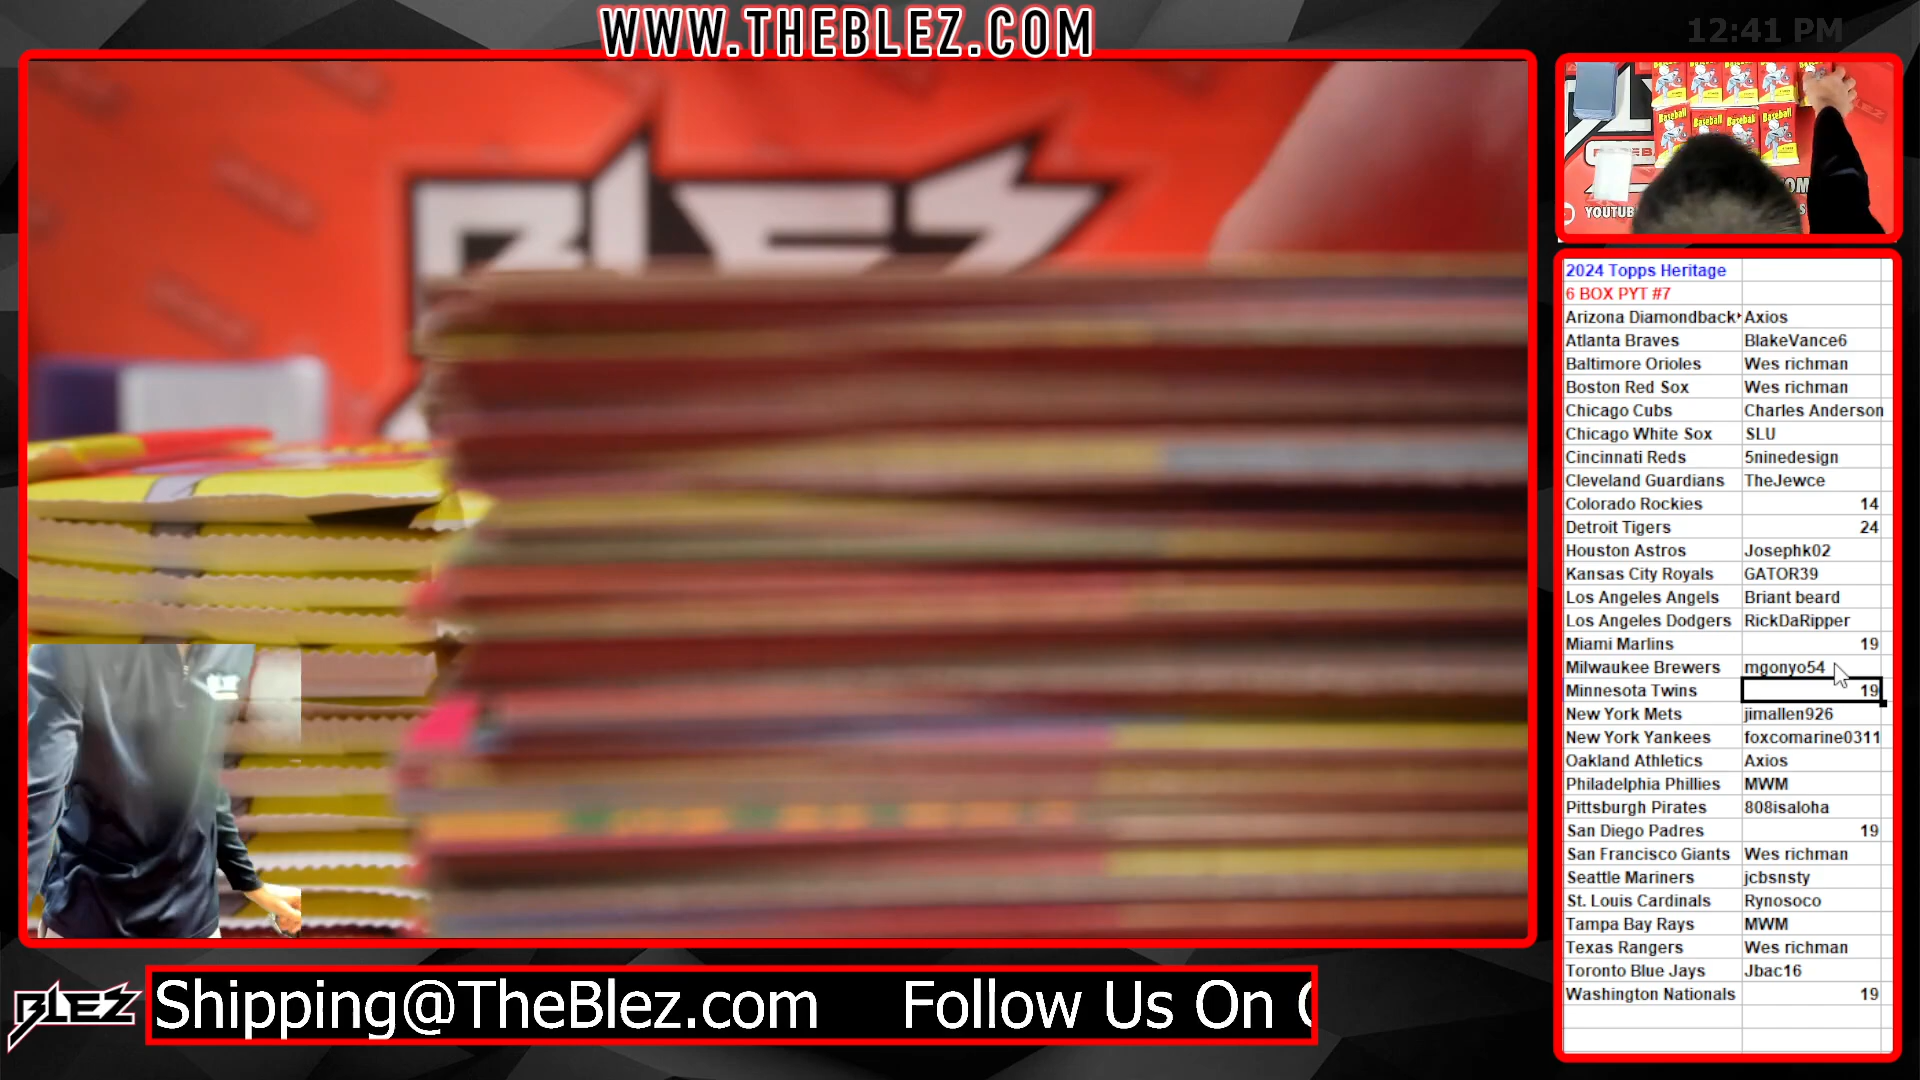 WWW.THEBLEZ.COM
12:41 PM
BLEZ
Baseball Baseball Baseball Baseball
YOUTUB
2024 Topps Heritage
6 BOX PYT #7
Arizona Diamondback Axios
Atlanta Braves BlakeVance6
Baltimore Orioles Wes richman
Boston Red Sox Wes richman
Chicago Cubs Charles Anderson
Chicago White Sox SLU
Cincinnati Reds 5ninedesign
Cleveland Guardians TheJewce
Colorado Rockies 14
Detroit Tigers 24
Houston Astros Josephk02
Kansas City Royals GATOR39
Los Angeles Angels Briant beard
Los Angeles Dodgers RickDaRipper
Miami Marlins 19
Milwaukee Brewers mgonyo54
Minnesota Twins 19
New York Mets jimallen926
New York Yankees foxcomarine0311
Oakland Athletics Axios
Philadelphia Phillies MWM
Pittsburgh Pirates 808isaloha
San Diego Padres 19
San Francisco Giants Wes richman
Seattle Mariners jcbsnsty
St. Louis Cardinals Rynosoco
Tampa Bay Rays MWM
Texas Rangers Wes richman
Toronto Blue Jays Jbac16
Washington Nationals 19
BLEZ
Shipping@TheBlez.com Follow Us On